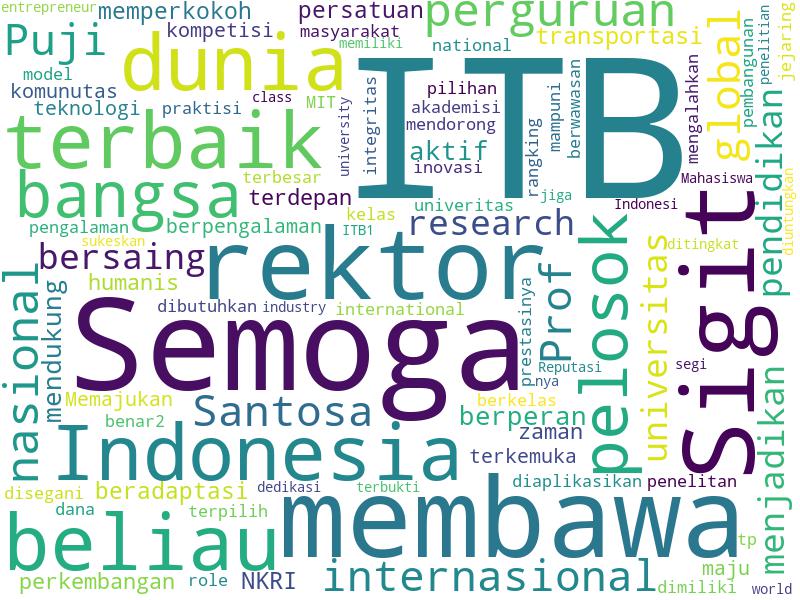 entrepreneur
memperkokoh
persatuan
perguruan
Puji
kompetisi
masyarakat
transportasi
dunia
memiliki
national
model
komunutas
teknologi
praktisi
class
MIT
university
integritas
ITB
pilihan
akademisi
mendorong
aktif
inovasi
rangking
mampuni
berwawasan
mengalahkan
global
pembangunan
penelitian
jejaring
terbaik
bangsa
terbesar
terdepan
univeritas
jiga
Indonesi
Mahasiswa
pendidikan
diuntungkan
pengalaman
berpengalaman
kelas
ITB1
research
sukeskan
bersaing
rektor
Prof
pelosok
universitas
ditingkat
Sigit
nasional
mendukung
humanis
dibutuhkan
industry
international
prestasinya
Semoga
Reputasi
nya
segi
Memajukan
benar2
Santosa
berkelas
berperan
zaman
terkemuka
Indonesia
menjadikan
disegani
beradaptasi
dedikasi
terbukti
diaplikasikan
penelitan
dana
terpilih
membawa
beliau
tp
perkembangan
role
NKRI
internasional
maju
dimiliki
world